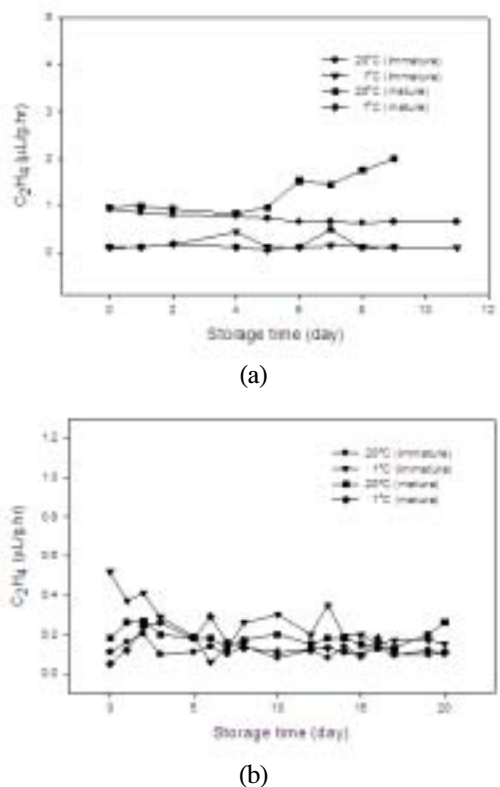 5
4
3
2
1
0
C₂H₄ (μL/g.hr)
20°C (immature)
1°C (immature)
20°C (mature)
1°C (mature)
0 2 4 6 8 10 12
Storage time (day)
(a)
1.2
1.0
0.8
0.6
0.4
0.2
0.0
C₂H₄ (μL/g.hr)
20°C (immature)
1°C (immature)
20°C (mature)
1°C (mature)
0 5 10 15 20
Storage time (day)
(b)